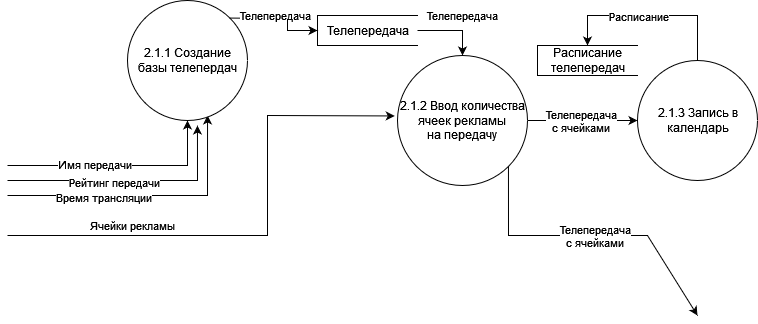 Телепередача
Телепередача
Расписание
Телепередача
2.1.1 Создание
базы телепердач
Расписание
телепередач
2.1.2 Ввод количества
ячеек рекламы
на передачу
Телепередача
с ячейками
2.1.3 Запись в
календарь
Имя передачи
Рейтинг передачи
Время трансляции
Ячейки рекламы
Телепередача
с ячейками